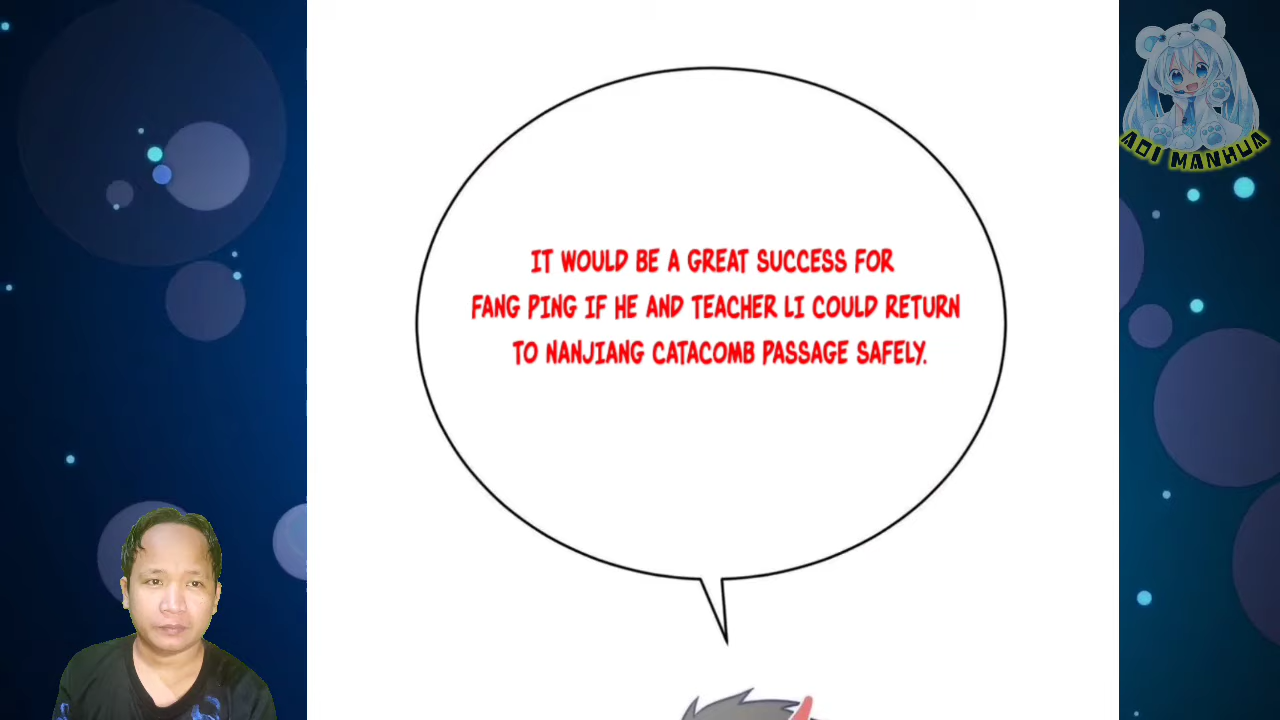 AOI MANHUA
IT WOULD BE A GREAT SUCCESS FOR
FANG PING IF HE AND TEACHER LI COULD RETURN
TO NANJIANG CATACOMB PASSAGE SAFELY.